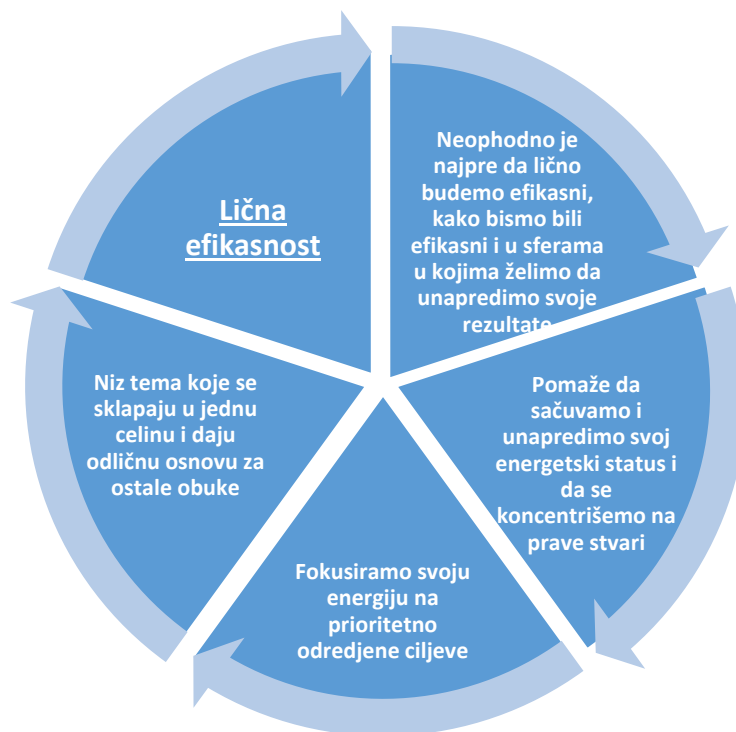 Lična
efikasnost
Neophodno je
najpre da lično
budemo efikasni,
kako bismo bili
efikasni i u sferama
u kojima želimo da
unapredimo svoje
rezultate
Pomaže da
sačuvamo i
unapredimo svoj
energetski status i
da se
koncentrišemo na
prave stvari
Fokusiramo svoju
energiju na
prioritetno
odredjene ciljeve
Niz tema koje se
sklapaju u jednu
celinu i daju
odličnu osnovu za
ostale obuke